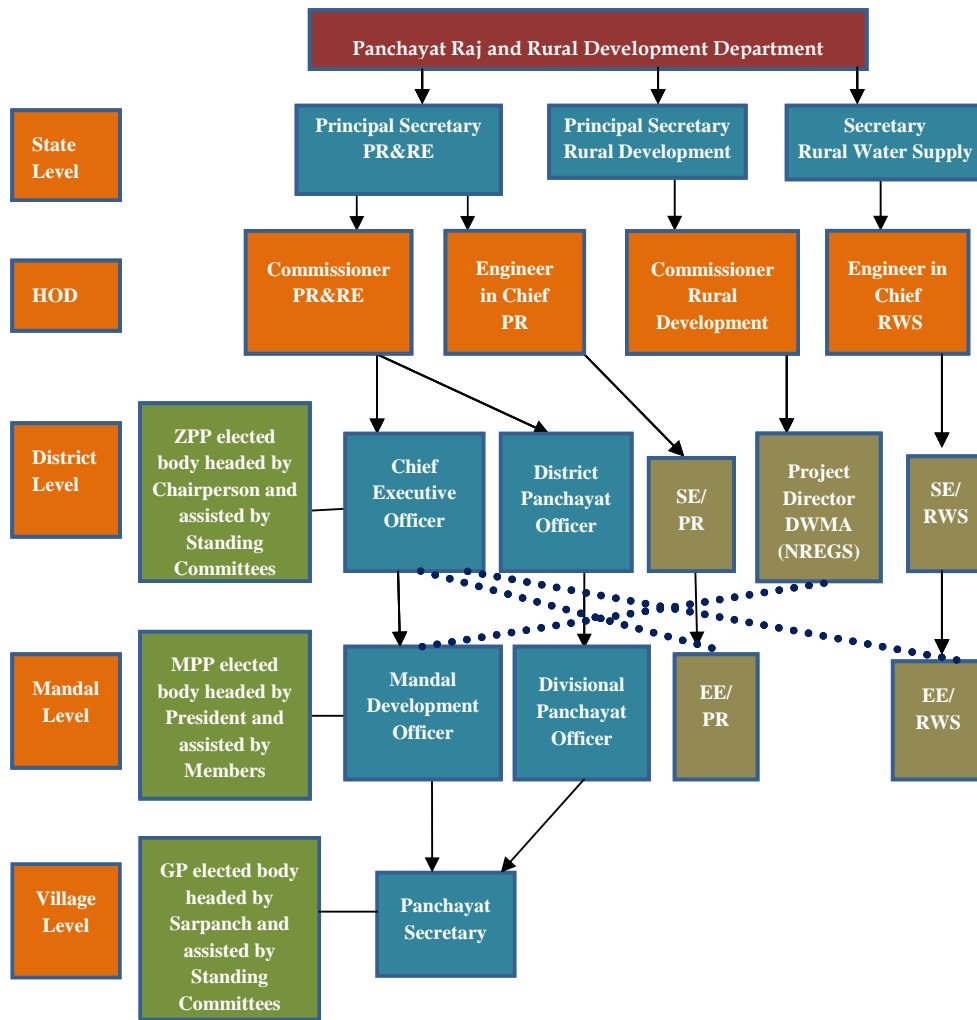 Panchayat Raj and Rural Development Department
State
Level
Principal Secretary
PR&RE
Principal Secretary
Rural Development
Secretary
Rural Water Supply
HOD
Commissioner
PR&RE
Engineer
in Chief
PR
Commissioner
Rural
Development
Engineer in
Chief
RWS
District
Level
ZPP elected
body headed by
Chairperson and
assisted by
Standing
Committees
Chief
Executive
Officer
District
Panchayat
Officer
SE/
PR
Project
Director
DWMA
(NREGS)
SE/
RWS
Mandal
Level
MPP elected
body headed by
President and
assisted by
Members
Mandal
Development
Officer
Divisional
Panchayat
Officer
EE/
PR
EE/
RWS
Village
Level
GP elected body
headed by
Sarpanch and
assisted by
Standing
Committees
Panchayat
Secretary